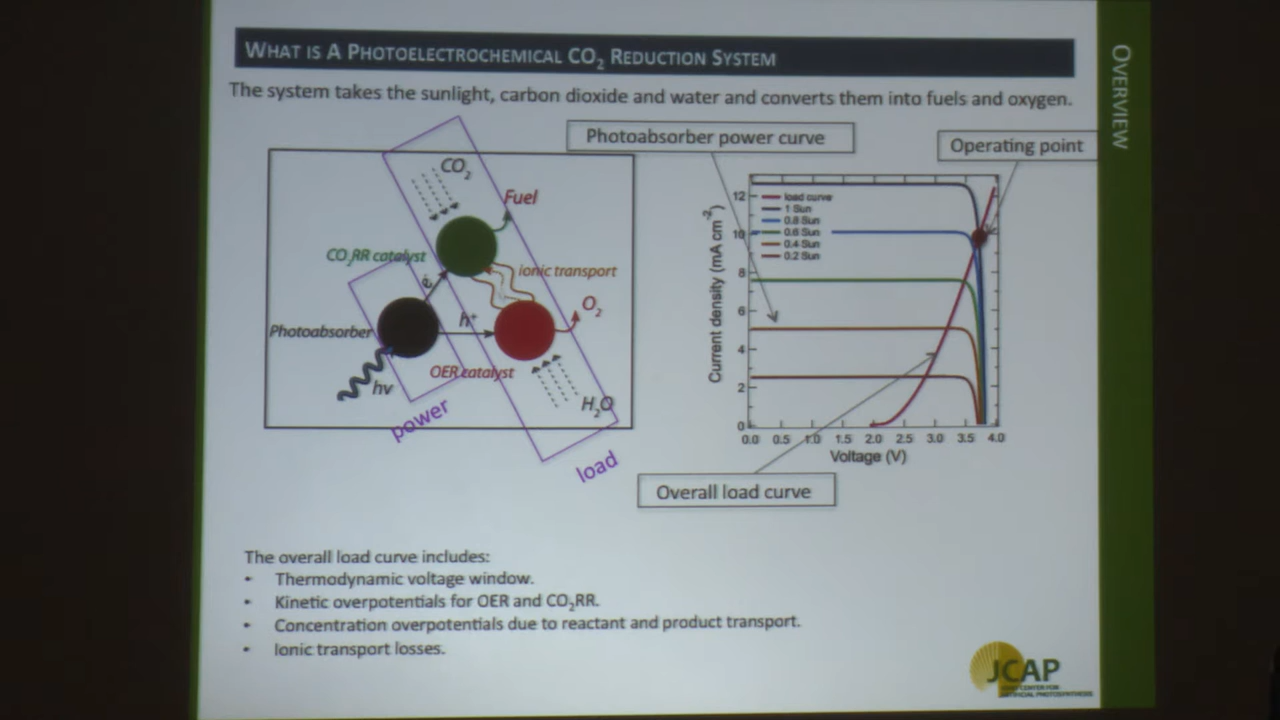 WHAT IS A PHOTOELECTROCHEMICAL CO₂ REDUCTION SYSTEM
OVERVIEW
The system takes the sunlight, carbon dioxide and water and converts them into fuels and oxygen.
Photoabsorber power curve
Operating point
CO₂
Fuel
CO₂RR catalyst
ionic transport
e⁻
O₂
Photoabsorber
h⁺
OER catalyst
hv
H₂O
power
load
Current density (mA cm⁻²)
12
10
8
6
4
2
0
load curve
1 Sun
0.8 Sun
0.6 Sun
0.4 Sun
0.2 Sun
0.0 0.5 1.0 1.5 2.0 2.5 3.0 3.5 4.0
Voltage (V)
Overall load curve
The overall load curve includes:
• Thermodynamic voltage window.
• Kinetic overpotentials for OER and CO₂RR.
• Concentration overpotentials due to reactant and product transport.
• Ionic transport losses.
JCAP
JOINT CENTER FOR
ARTIFICIAL PHOTOSYNTHESIS